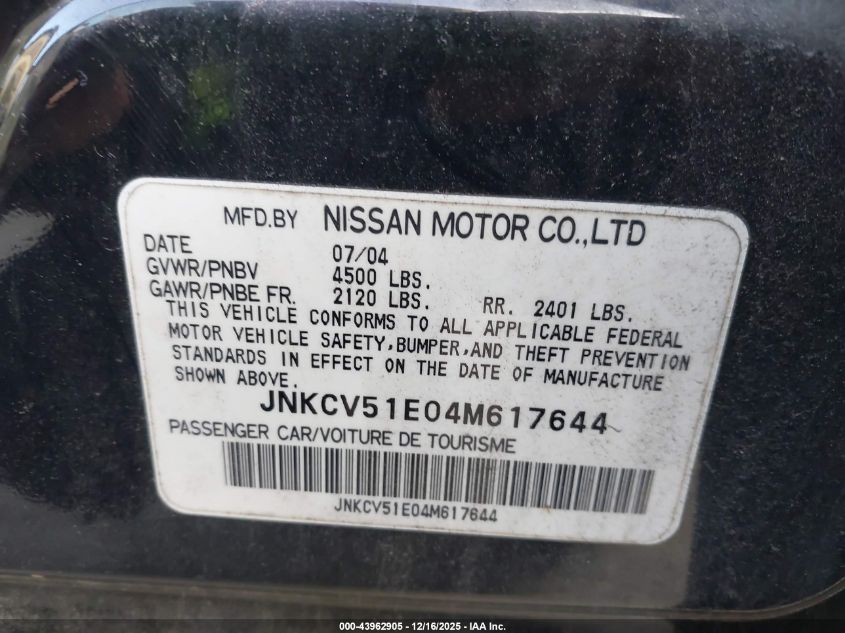 MFD.BY NISSAN MOTOR CO.,LTD
DATE 07/04
GVWR/PNBV 4500 LBS.
GAWR/PNBE FR. 2120 LBS. RR. 2401 LBS.
THIS VEHICLE CONFORMS TO ALL APPLICABLE FEDERAL
MOTOR VEHICLE SAFETY,BUMPER,AND THEFT PREVENTION
STANDARDS IN EFFECT ON THE DATE OF MANUFACTURE
SHOWN ABOVE.
JNKCV51E04M617644
PASSENGER CAR/VOITURE DE TOURISME
JNKCV51E04M617644
000-43962905 - 12/16/2025 - IAA Inc.